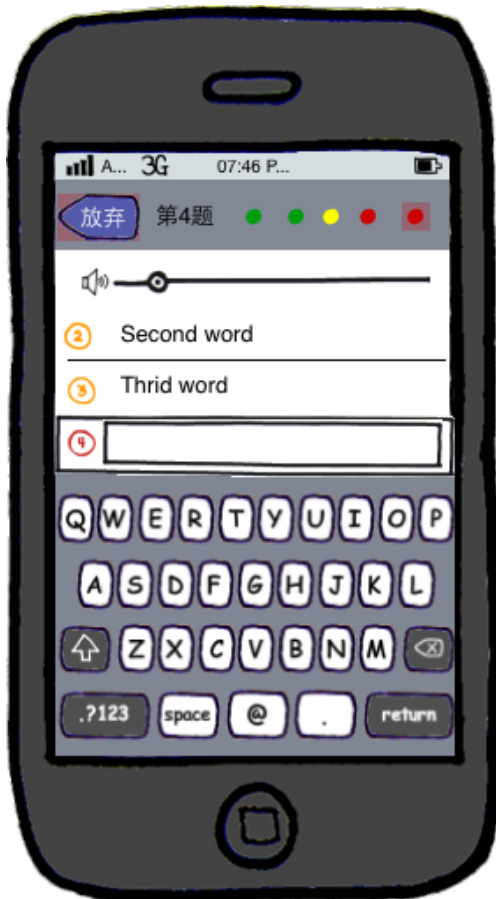 A... 3G 07:46 P...
放弃 第4题
2 Second word
3 Thrid word
4
Q W E R T Y U I O P
A S D F G H J K L
Z X C V B N M
.?123 space @ . return